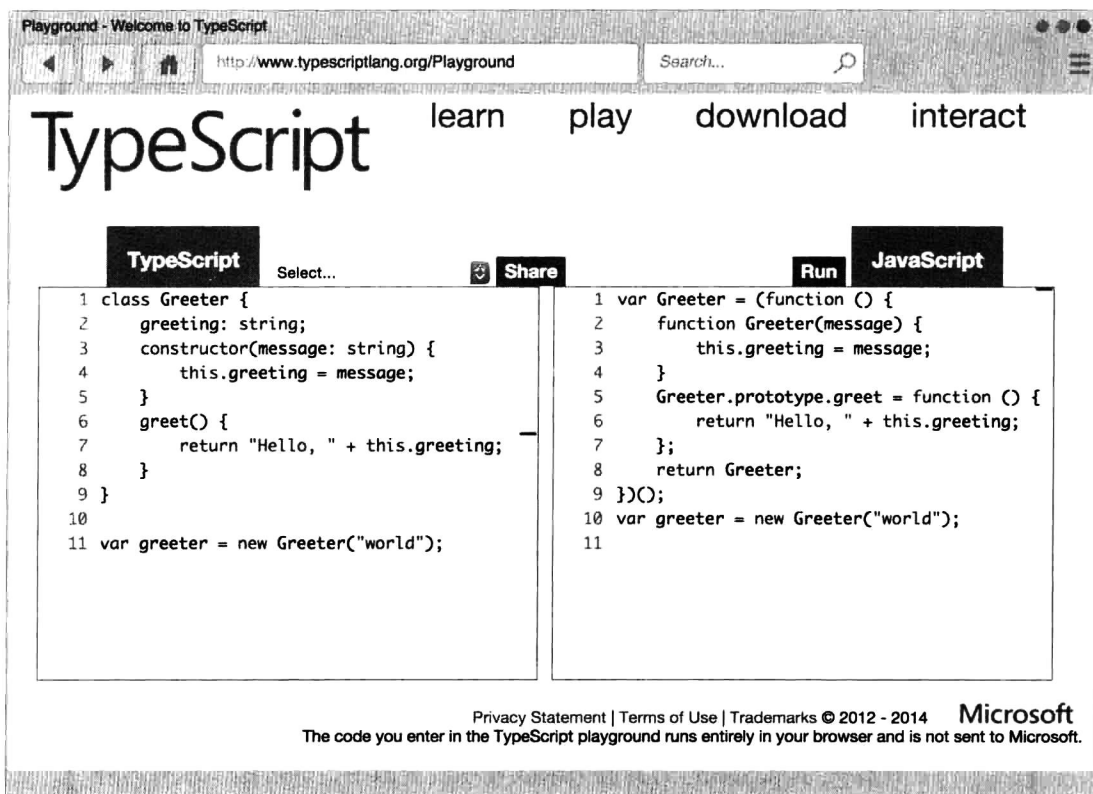 Playground - Welcome to TypeScript
http://www.typescriptlang.org/Playground
Search...
TypeScript
learn play download interact
TypeScript
Select...
Share
Run
JavaScript
1 class Greeter {
2     greeting: string;
3     constructor(message: string) {
4         this.greeting = message;
5     }
6     greet() {
7         return "Hello, " + this.greeting;
8     }
9 }
10
11 var greeter = new Greeter("world");
1 var Greeter = (function () {
2     function Greeter(message) {
3         this.greeting = message;
4     }
5     Greeter.prototype.greet = function () {
6         return "Hello, " + this.greeting;
7     };
8     return Greeter;
9 })();
10 var greeter = new Greeter("world");
11
Privacy Statement | Terms of Use | Trademarks © 2012 - 2014 Microsoft
The code you enter in the TypeScript playground runs entirely in your browser and is not sent to Microsoft.